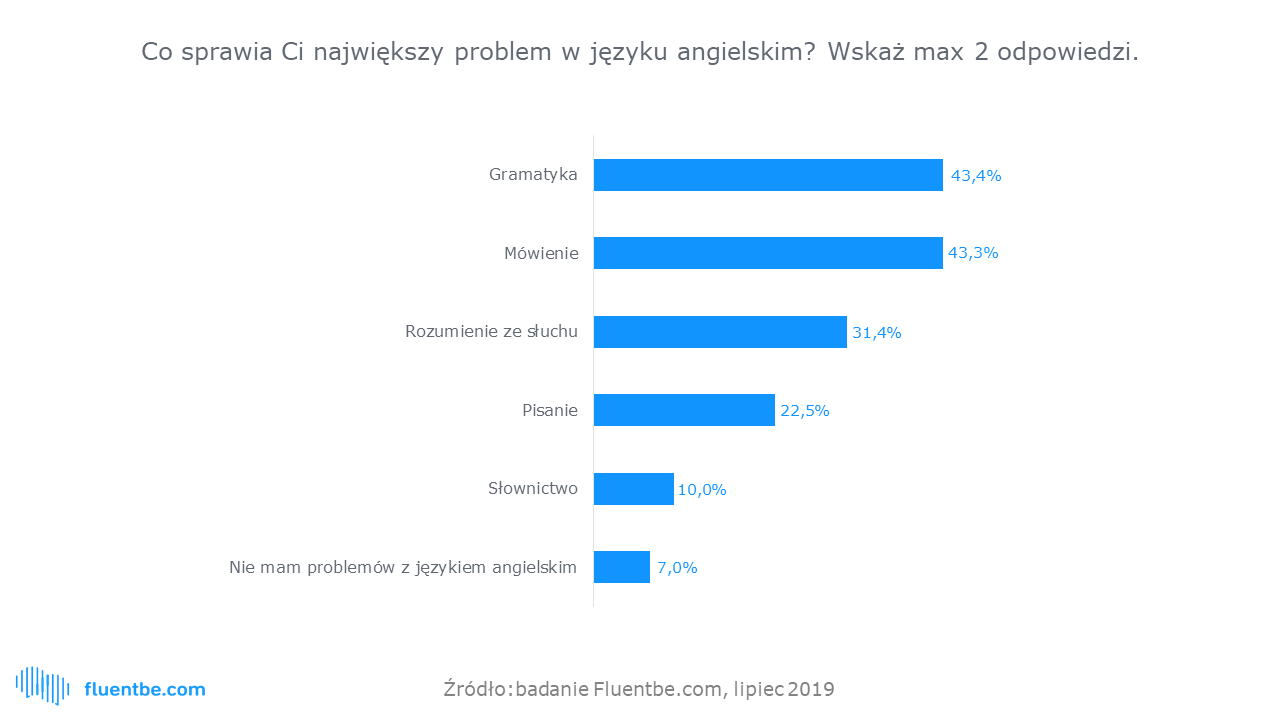 Co sprawia Ci największy problem w języku angielskim? Wskaż max 2 odpowiedzi.
Gramatyka 43,4%
Mówienie 43,3%
Rozumienie ze słuchu 31,4%
Pisanie 22,5%
Słownictwo 10,0%
Nie mam problemów z językiem angielskim 7,0%
fluentbe.com
Źródło: badanie Fluentbe.com, lipiec 2019